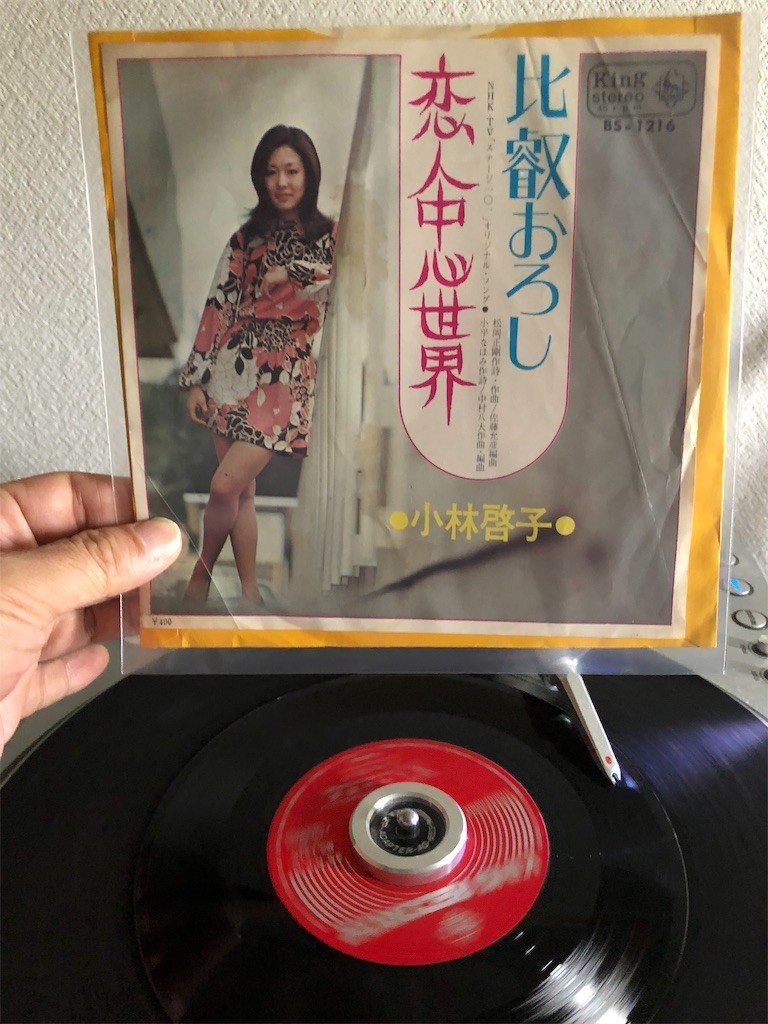 比叡おろし
NHK・TV「ステージ一〇一」オリジナル・ソング●
松岡正剛作詩・作曲/佐藤允彦編曲
小平なほみ作詩/中村八大作曲・編曲
恋人中心世界
King
stereo
BS-1216
●小林啓子●
¥400
ADAPTER